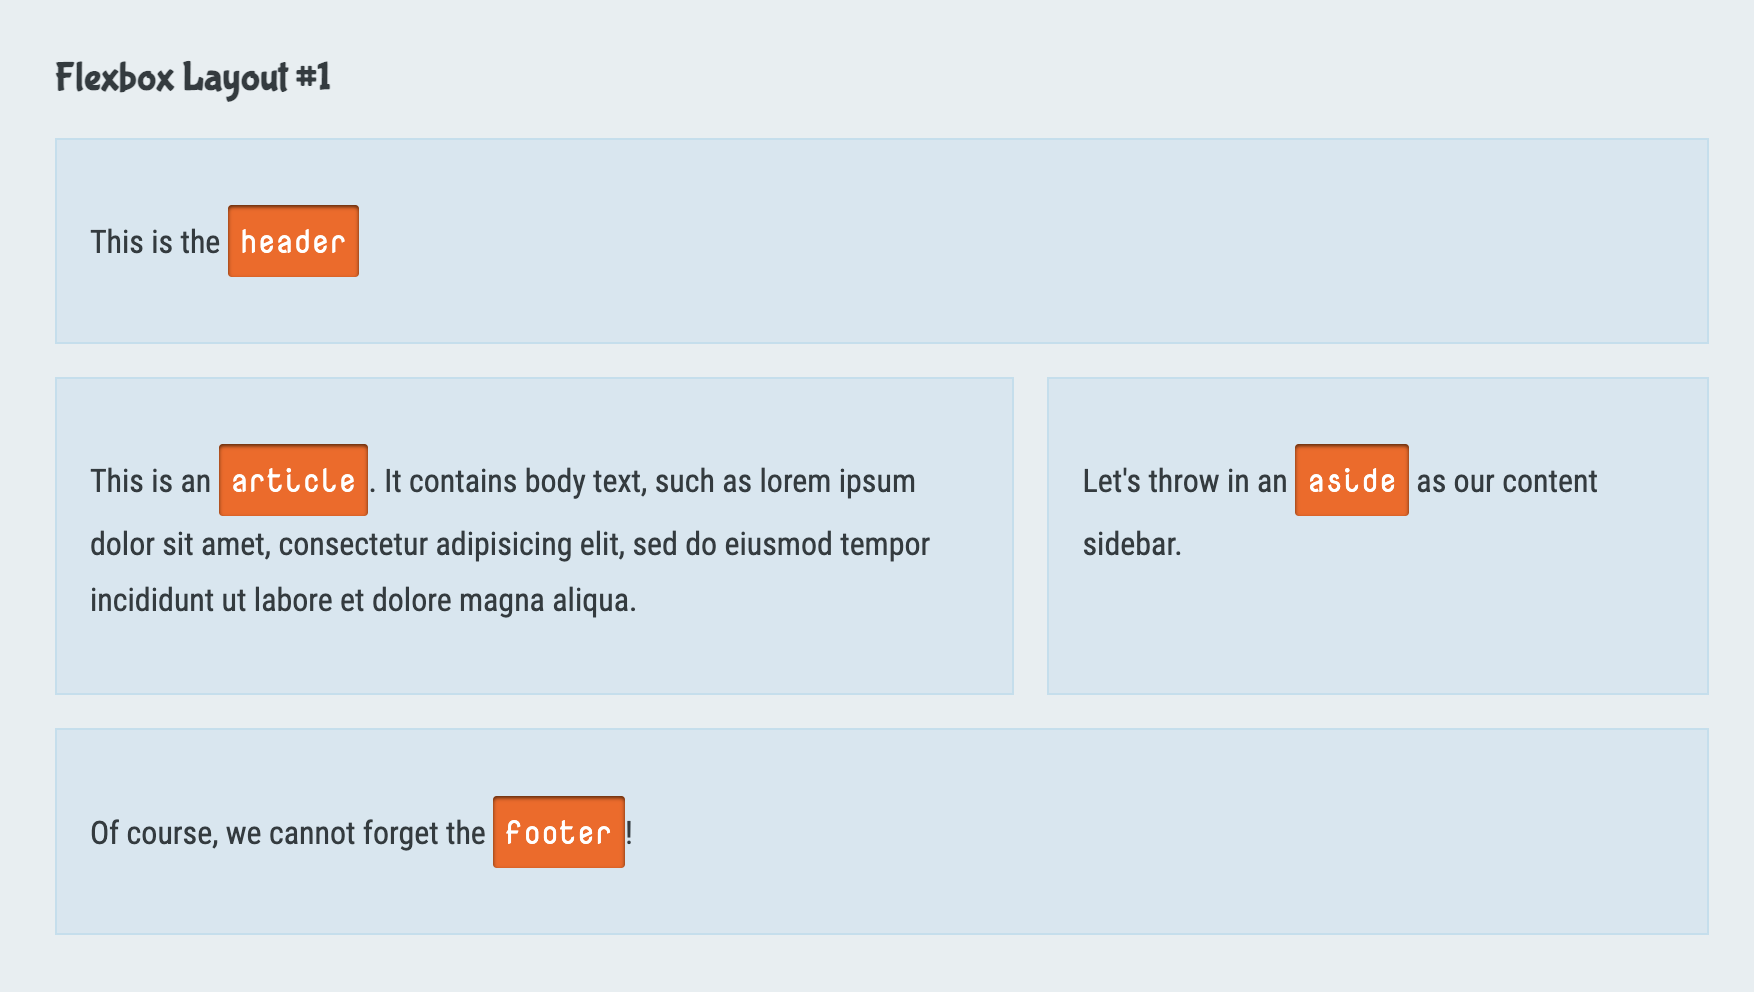 Flexbox Layout #1
This is the header
This is an article. It contains body text, such as lorem ipsum
dolor sit amet, consectetur adipisicing elit, sed do eiusmod tempor
incididunt ut labore et dolore magna aliqua.
Let's throw in an aside as our content
sidebar.
Of course, we cannot forget the footer!